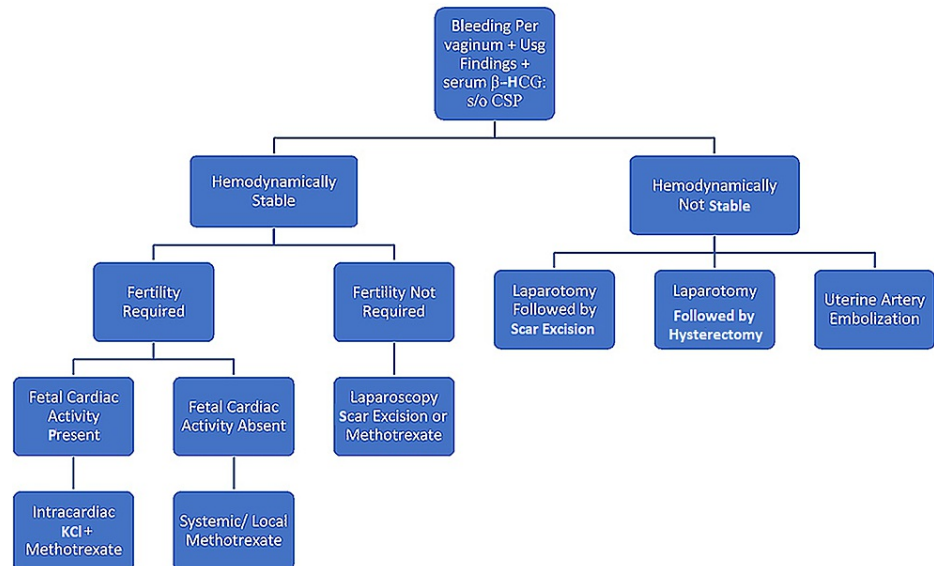 Bleeding Per
vaginum + Usg
Findings +
serum β-HCG:
s/o CSP
Hemodynamically
Stable
Hemodynamically
Not Stable
Fertility
Required
Fertility Not
Required
Laparotomy
Followed by
Scar Excision
Laparotomy
Followed by
Hysterectomy
Uterine Artery
Embolization
Fetal Cardiac
Activity
Present
Fetal Cardiac
Activity Absent
Laparoscopy
Scar Excision or
Methotrexate
Intracardiac
KCl +
Methotrexate
Systemic/ Local
Methotrexate